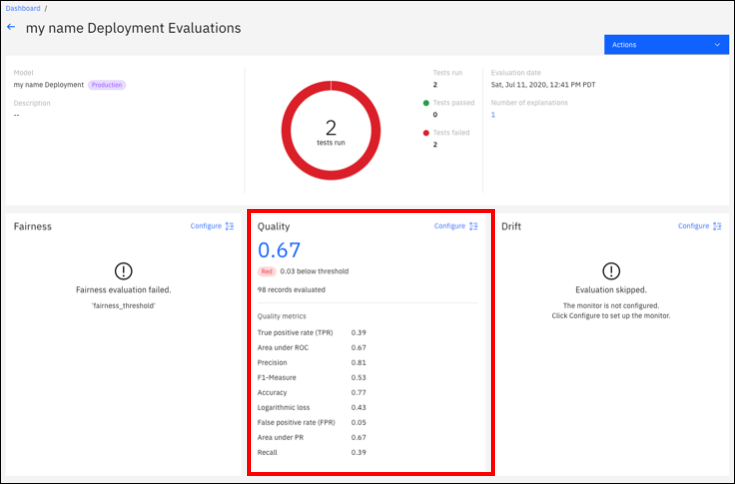 Dashboard /
← my name Deployment Evaluations
Actions
Model
my name Deployment Production
Description
--
2
tests run
Tests run
2
Tests passed
0
Tests failed
2
Evaluation date
Sat, Jul 11, 2020, 12:41 PM PDT
Number of explanations
1
Fairness Configure
Fairness evaluation failed.
'fairness_threshold'
Quality Configure
0.67
Red 0.03 below threshold
98 records evaluated
Quality metrics
True positive rate (TPR) 0.39
Area under ROC 0.67
Precision 0.81
F1-Measure 0.53
Accuracy 0.77
Logarithmic loss 0.43
False positive rate (FPR) 0.05
Area under PR 0.67
Recall 0.39
Drift Configure
Evaluation skipped.
The monitor is not configured.
Click Configure to set up the monitor.